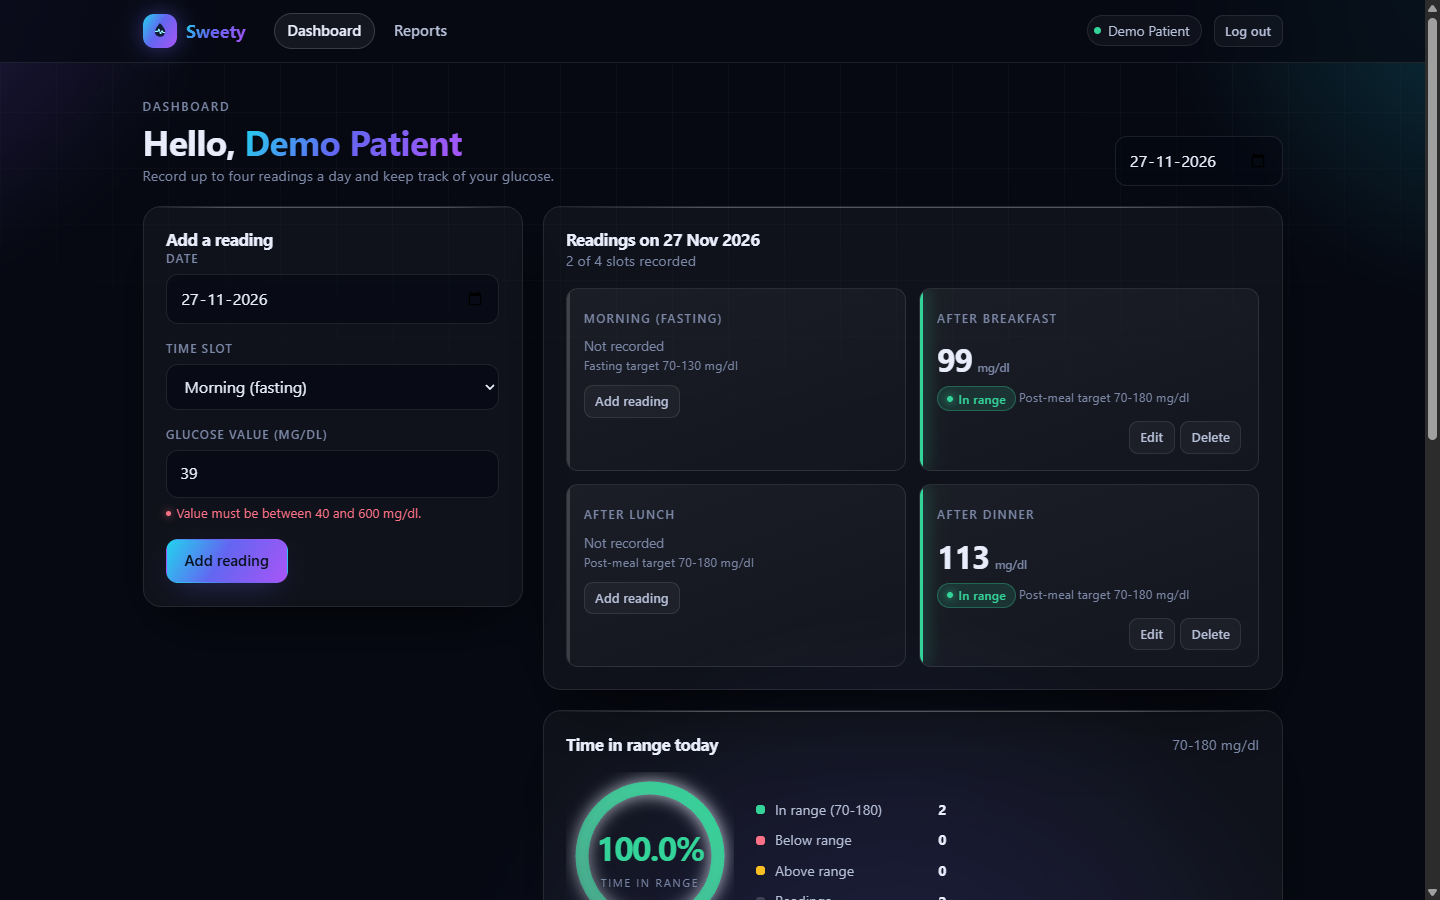 Sweety
Dashboard
Reports
Demo Patient
Log out
DASHBOARD
Hello, Demo Patient
Record up to four readings a day and keep track of your glucose.
27-11-2026
Add a reading
DATE
27-11-2026
TIME SLOT
Morning (fasting)
GLUCOSE VALUE (MG/DL)
39
Value must be between 40 and 600 mg/dl.
Add reading
Readings on 27 Nov 2026
2 of 4 slots recorded
MORNING (FASTING)
Not recorded
Fasting target 70-130 mg/dl
Add reading
AFTER BREAKFAST
99 mg/dl
In range Post-meal target 70-180 mg/dl
Edit Delete
AFTER LUNCH
Not recorded
Post-meal target 70-180 mg/dl
Add reading
AFTER DINNER
113 mg/dl
In range Post-meal target 70-180 mg/dl
Edit Delete
Time in range today
70-180 mg/dl
100.0%
TIME IN RANGE
In range (70-180) 2
Below range 0
Above range 0